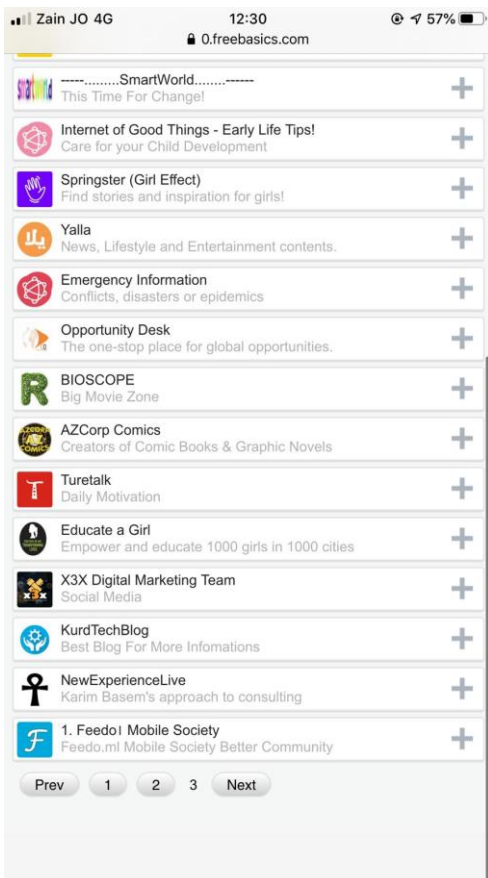 Zain JO 4G 12:30 57%
0.freebasics.com
smartworld
-----.........SmartWorld........------
This Time For Change!
Internet of Good Things - Early Life Tips!
Care for your Child Development
Springster (Girl Effect)
Find stories and inspiration for girls!
يلا
Yalla
News, Lifestyle and Entertainment contents.
Emergency Information
Conflicts, disasters or epidemics
Opportunity Desk
The one-stop place for global opportunities.
R
BIOSCOPE
Big Movie Zone
AZCORP
AZ
COMICS
AZCorp Comics
Creators of Comic Books & Graphic Novels
Turetalk
Daily Motivation
Educate a Girl
Empower and educate 1000 girls in 1000 cities
X3X
X3X Digital Marketing Team
Social Media
KurdTechBlog
Best Blog For More Infomations
NewExperienceLive
Karim Basem's approach to consulting
F
1. Feedo। Mobile Society
Feedo.ml Mobile Society Better Community
Prev 1 2 3 Next